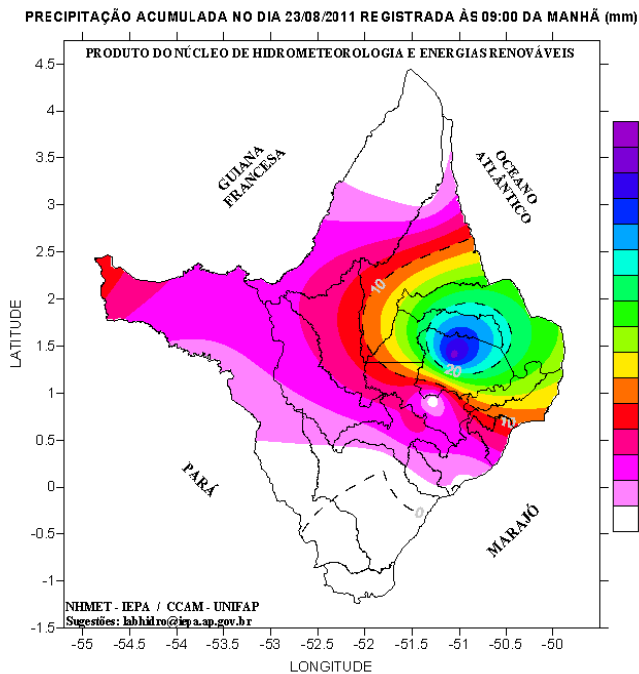 PRECIPITAÇÃO ACUMULADA NO DIA 23/08/2011 REGISTRADA ÀS 09:00 DA MANHÃ (mm)
PRODUTO DO NÚCLEO DE HIDROMETEOROLOGIA E ENERGIAS RENOVÁVEIS
4.5
4
3.5
3
2.5
2
1.5
1
0.5
0
-0.5
-1
-1.5
LATITUDE
GUIANA
FRANCESA
OCEANO
ATLÂNTICO
10
20
10
0
PARÁ
MARAJÓ
NHMET - IEPA / CCAM - UNIFAP
Sugestões: labhidro@iepa.ap.gov.br
-55 -54.5 -54 -53.5 -53 -52.5 -52 -51.5 -51 -50.5 -50
LONGITUDE